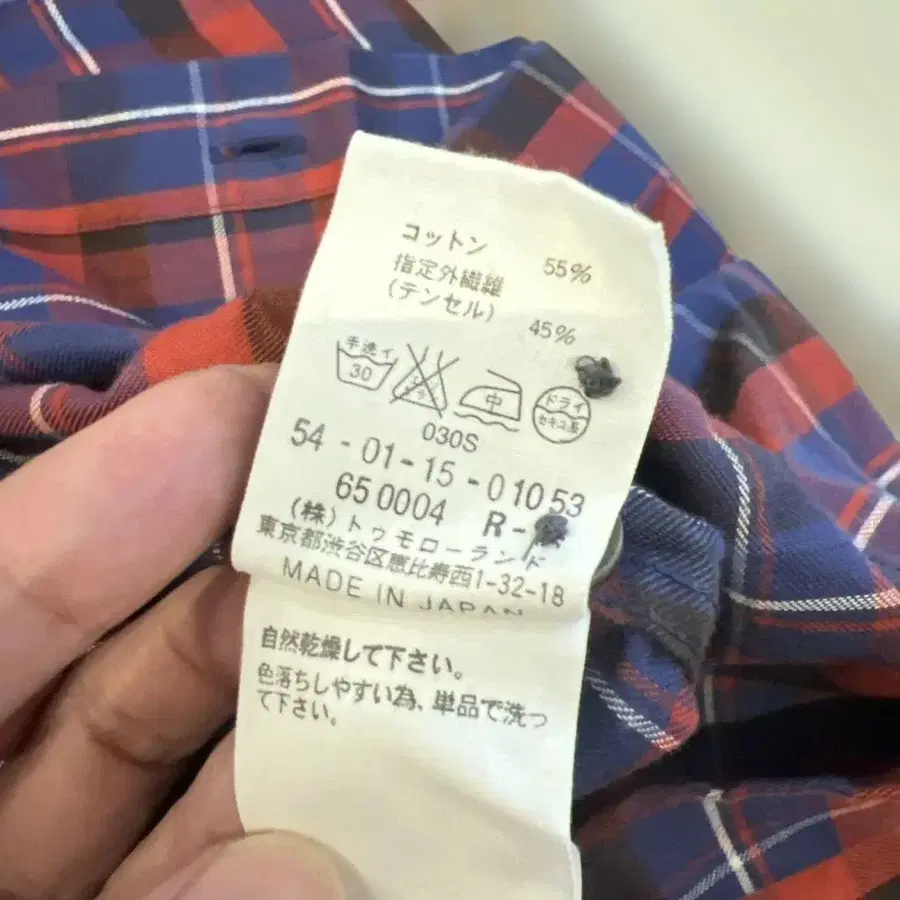 コットン 55%
指定外繊維
(テンセル) 45%
手洗イ
30
中
ドライ
セキユ系
030S
54-01-15-01053
650004 R-
(株)トゥモローランド
東京都渋谷区恵比寿西1-32-18
MADE IN JAPAN
自然乾燥して下さい。
色落ちしやすい為、単品で洗っ
て下さい。